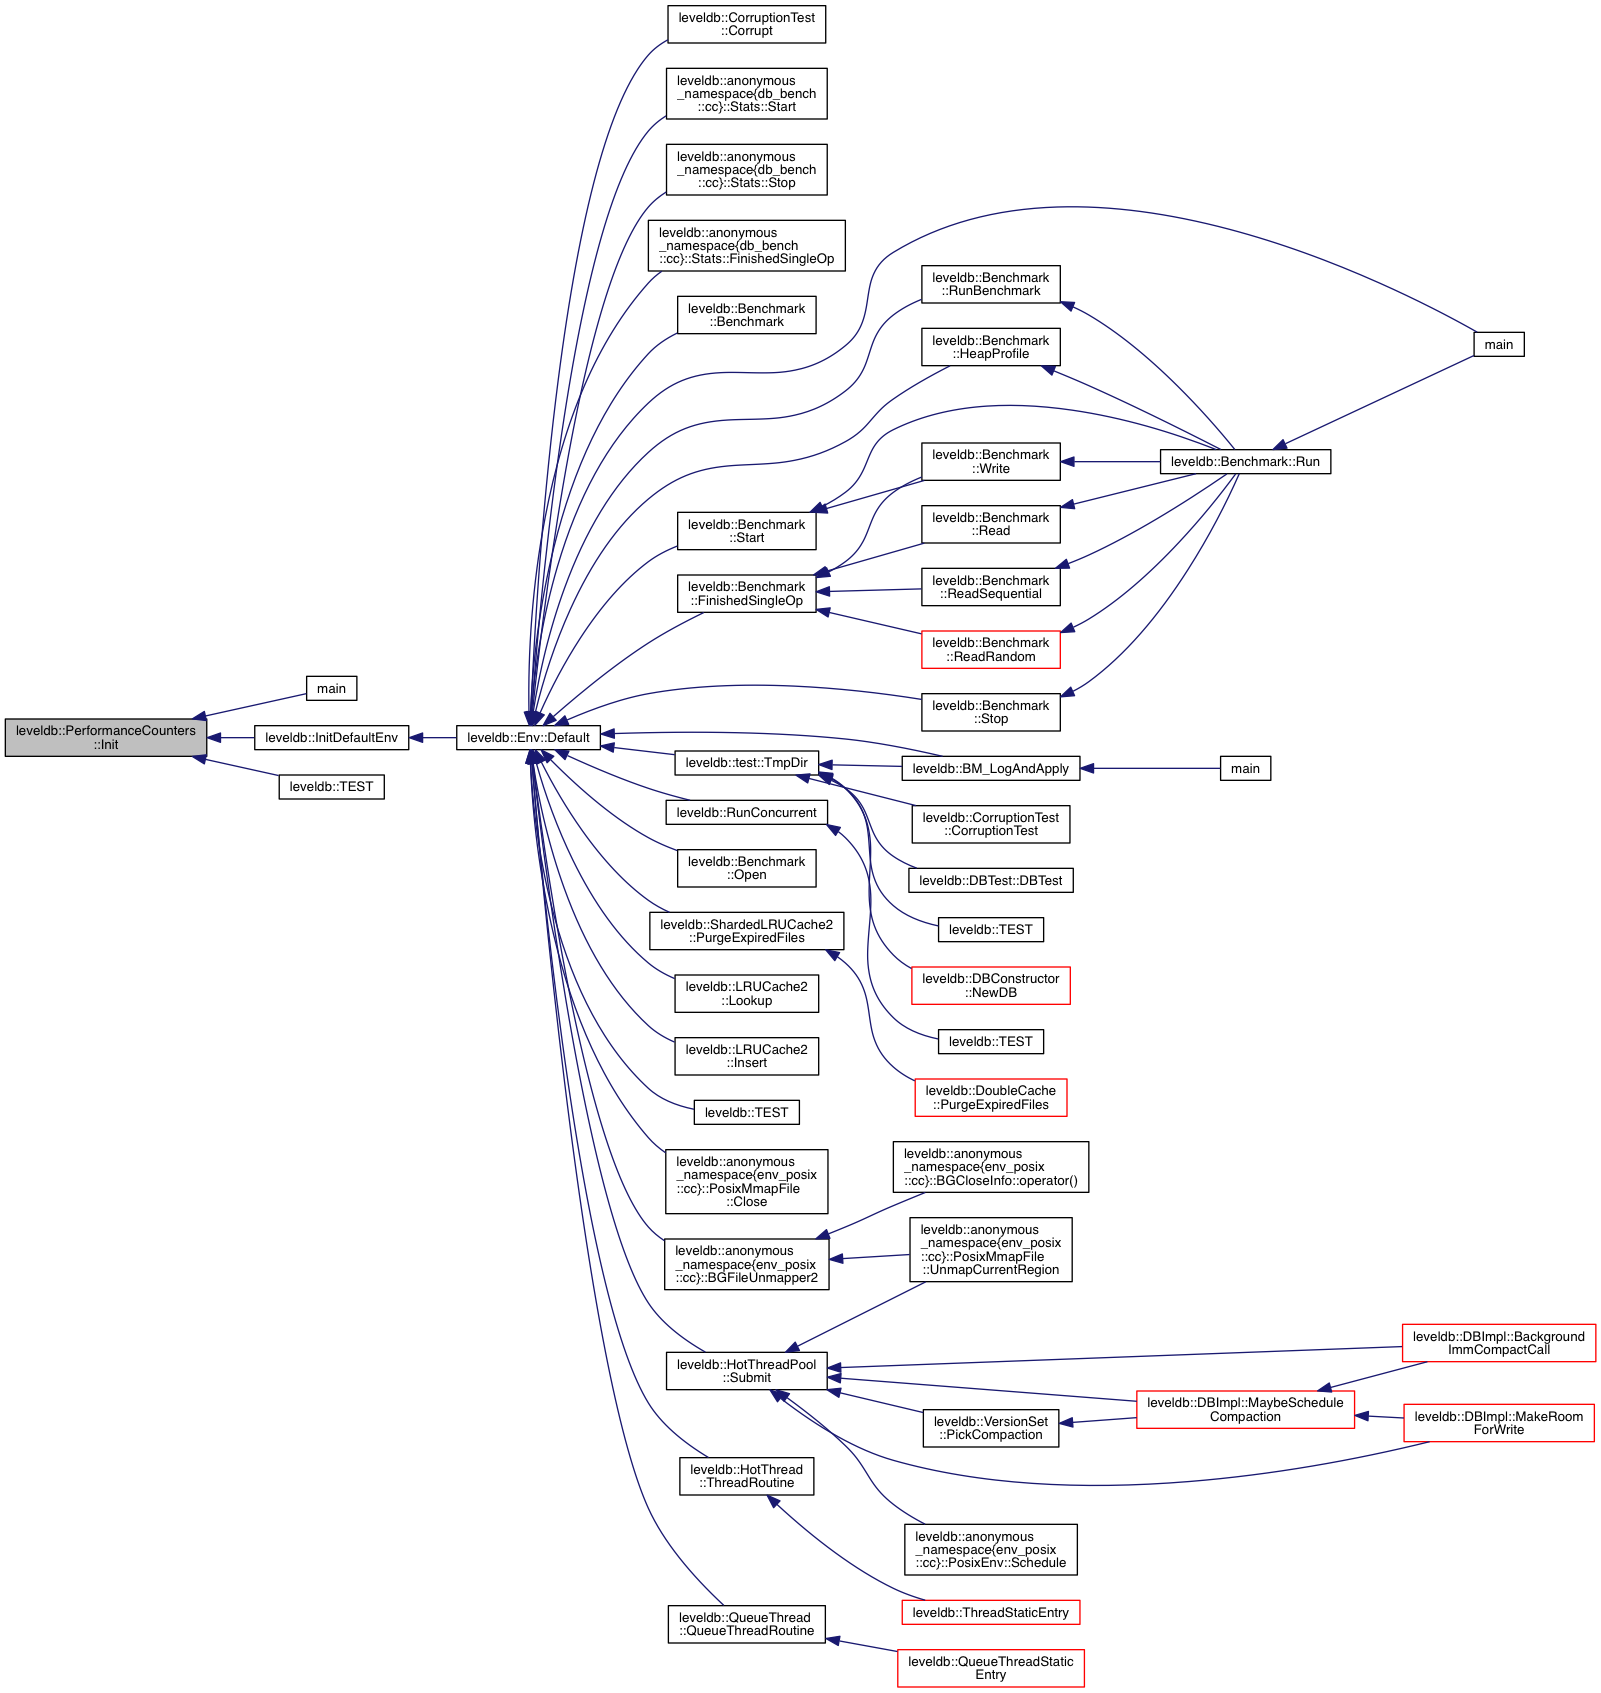 leveldb::PerformanceCounters
::Init
main
leveldb::InitDefaultEnv
leveldb::TEST
leveldb::Env::Default
leveldb::CorruptionTest
::Corrupt
leveldb::anonymous
_namespace{db_bench
::cc}::Stats::Start
leveldb::anonymous
_namespace{db_bench
::cc}::Stats::Stop
leveldb::anonymous
_namespace{db_bench
::cc}::Stats::FinishedSingleOp
leveldb::Benchmark
::Benchmark
leveldb::Benchmark
::Start
leveldb::Benchmark
::FinishedSingleOp
leveldb::test::TmpDir
leveldb::RunConcurrent
leveldb::Benchmark
::Open
leveldb::ShardedLRUCache2
::PurgeExpiredFiles
leveldb::LRUCache2
::Lookup
leveldb::LRUCache2
::Insert
leveldb::TEST
leveldb::anonymous
_namespace{env_posix
::cc}::PosixMmapFile
::Close
leveldb::anonymous
_namespace{env_posix
::cc}::BGFileUnmapper2
leveldb::HotThreadPool
::Submit
leveldb::HotThread
::ThreadRoutine
leveldb::QueueThread
::QueueThreadRoutine
leveldb::Benchmark
::RunBenchmark
leveldb::Benchmark
::HeapProfile
leveldb::Benchmark
::Write
leveldb::Benchmark
::Read
leveldb::Benchmark
::ReadSequential
leveldb::Benchmark
::ReadRandom
leveldb::Benchmark
::Stop
leveldb::BM_LogAndApply
leveldb::CorruptionTest
::CorruptionTest
leveldb::DBTest::DBTest
leveldb::TEST
leveldb::DBConstructor
::NewDB
leveldb::TEST
leveldb::DoubleCache
::PurgeExpiredFiles
leveldb::anonymous
_namespace{env_posix
::cc}::BGCloseInfo::operator()
leveldb::anonymous
_namespace{env_posix
::cc}::PosixMmapFile
::UnmapCurrentRegion
leveldb::VersionSet
::PickCompaction
leveldb::anonymous
_namespace{env_posix
::cc}::PosixEnv::Schedule
leveldb::ThreadStaticEntry
leveldb::QueueThreadStatic
Entry
leveldb::Benchmark::Run
main
main
leveldb::DBImpl::MaybeSchedule
Compaction
leveldb::DBImpl::Background
ImmCompactCall
leveldb::DBImpl::MakeRoom
ForWrite